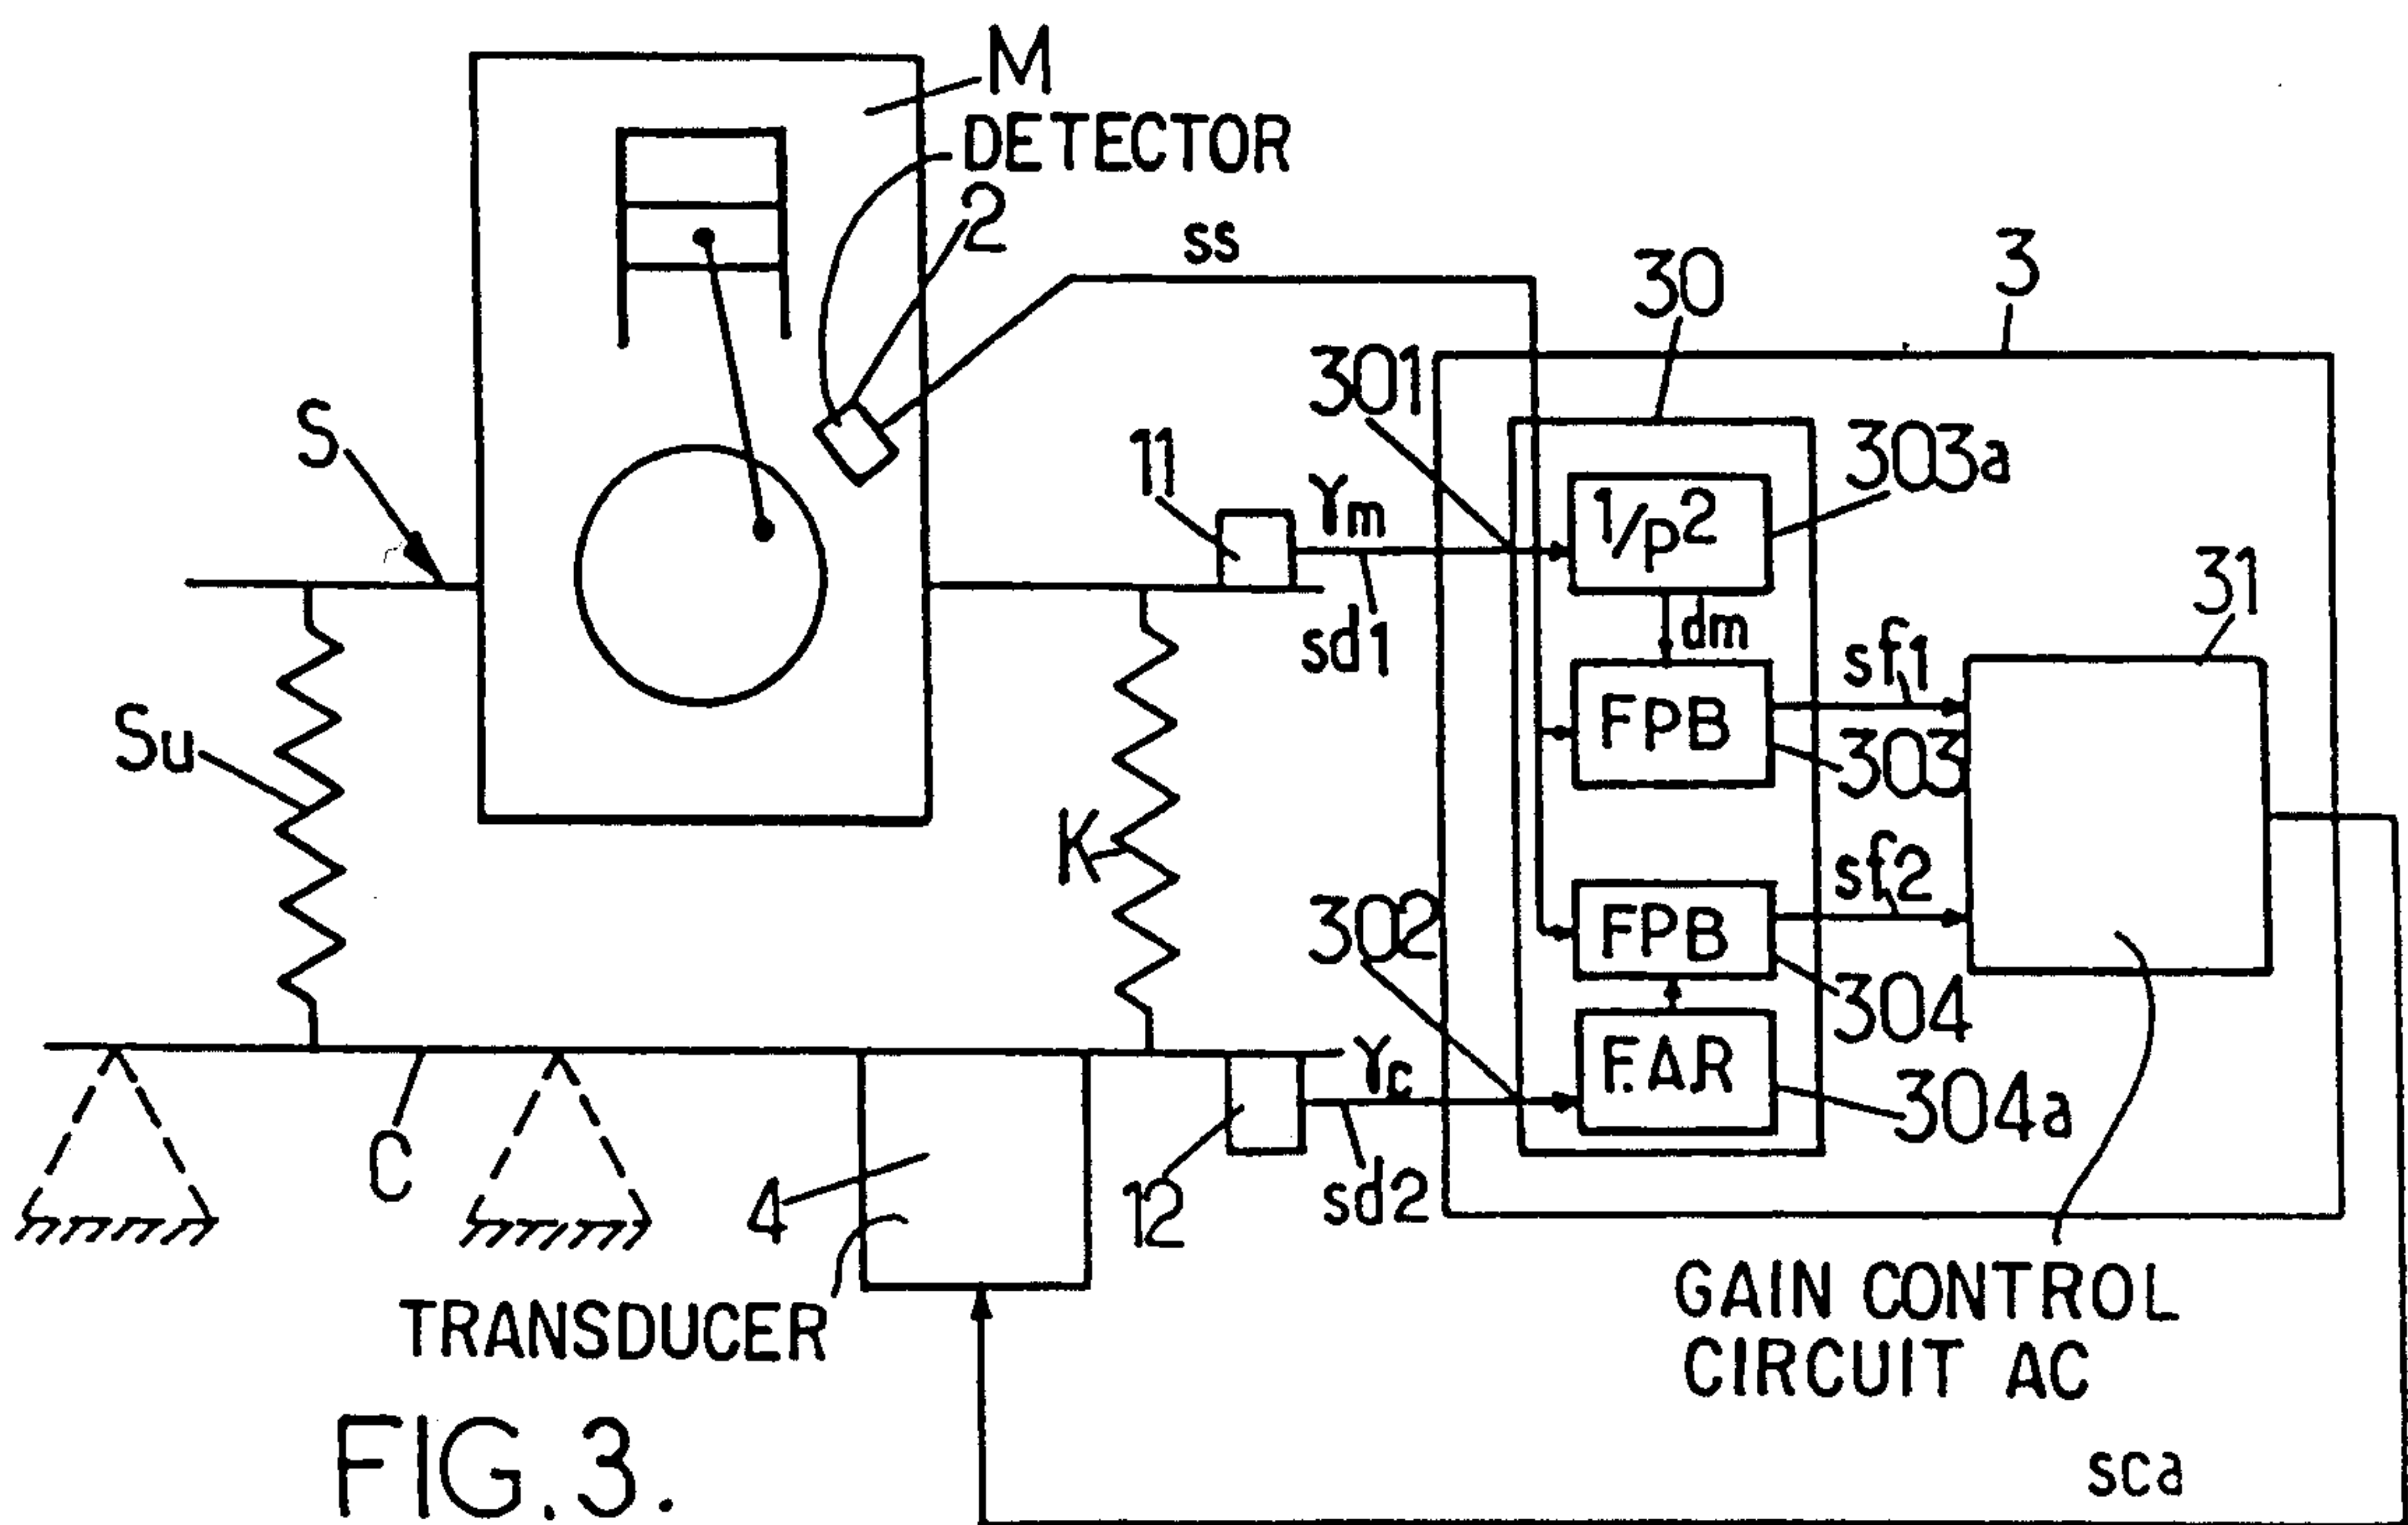 M
DETECTOR
2
ss
30
3
301
303a
S
11
γm
1/p2
31
sd1
dm
sf1
FPB
303
Su
K
sf2
302
FPB
304
γc
F.A.R
304a
C
4
12
sd2
TRANSDUCER
GAIN CONTROL
CIRCUIT AC
sca
FIG.3.